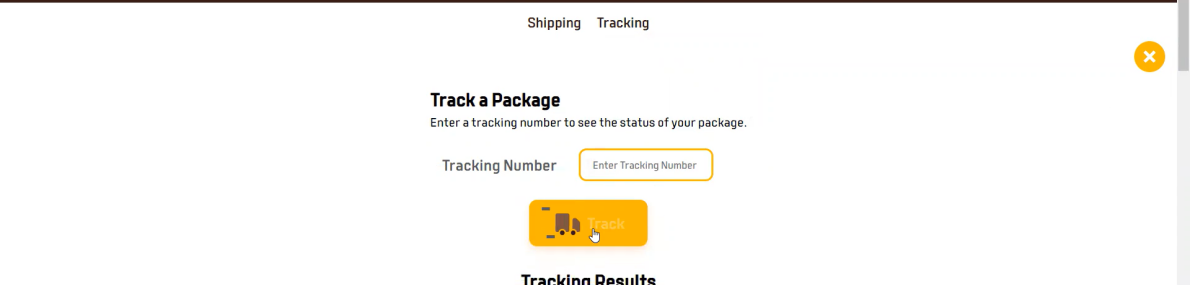 Shipping Tracking
Track a Package
Enter a tracking number to see the status of your package.
Tracking Number Enter Tracking Number
Track
Tracking Results